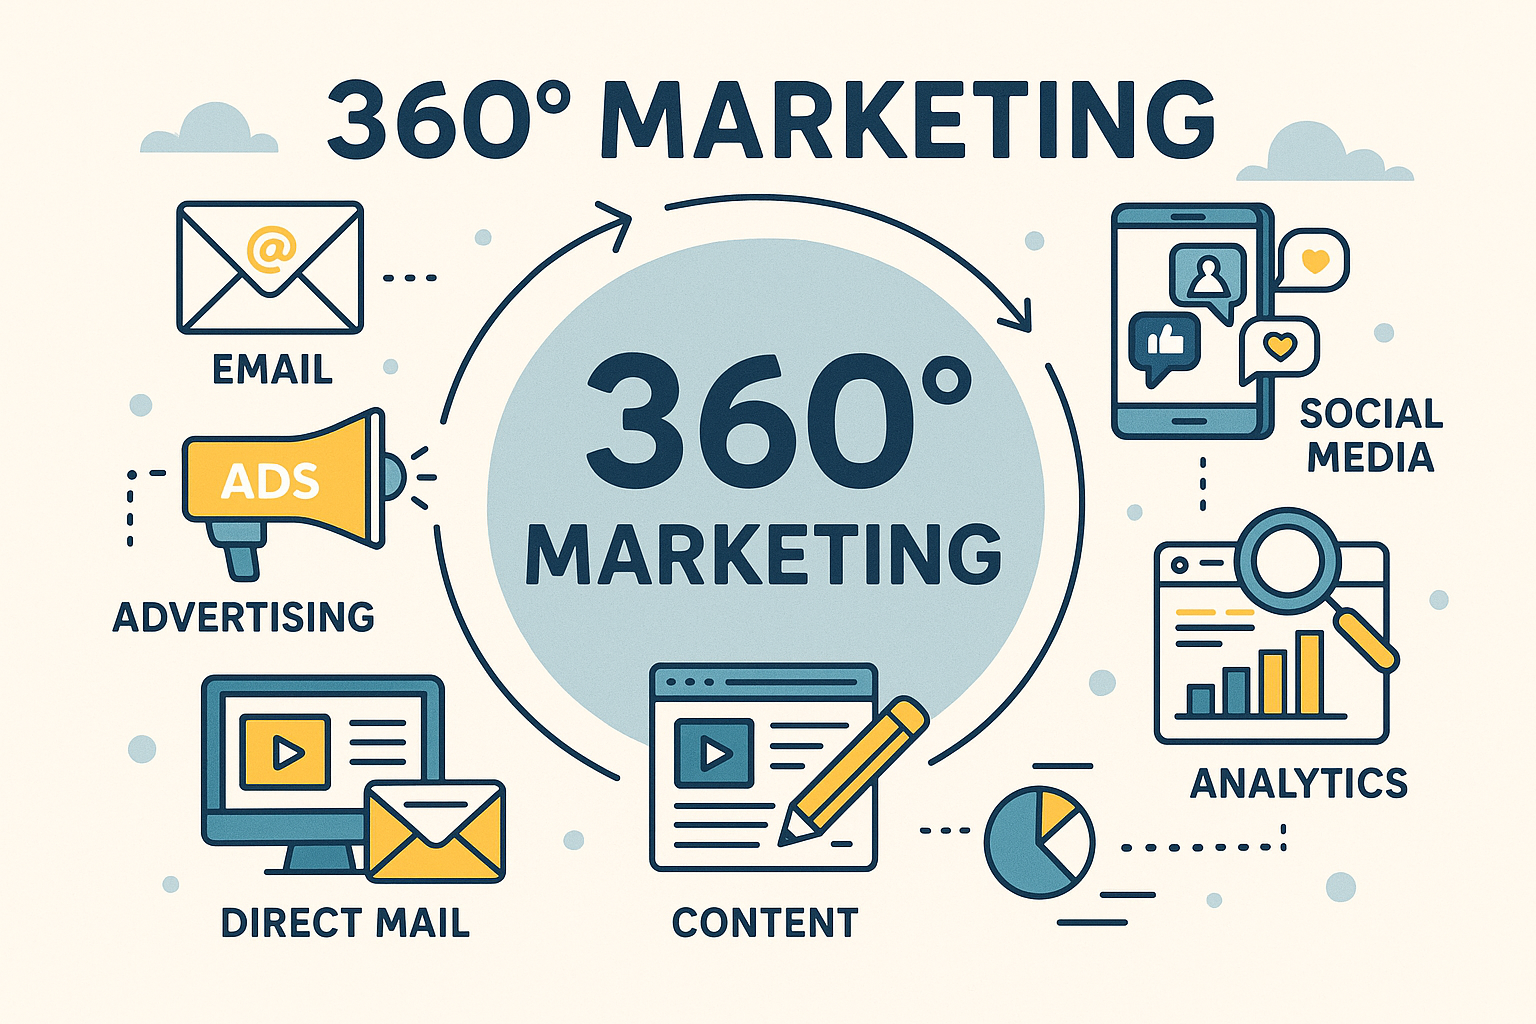 360° MARKETING
@
EMAIL
ADS
ADVERTISING
360°
MARKETING
SOCIAL
MEDIA
ANALYTICS
DIRECT MAIL
CONTENT